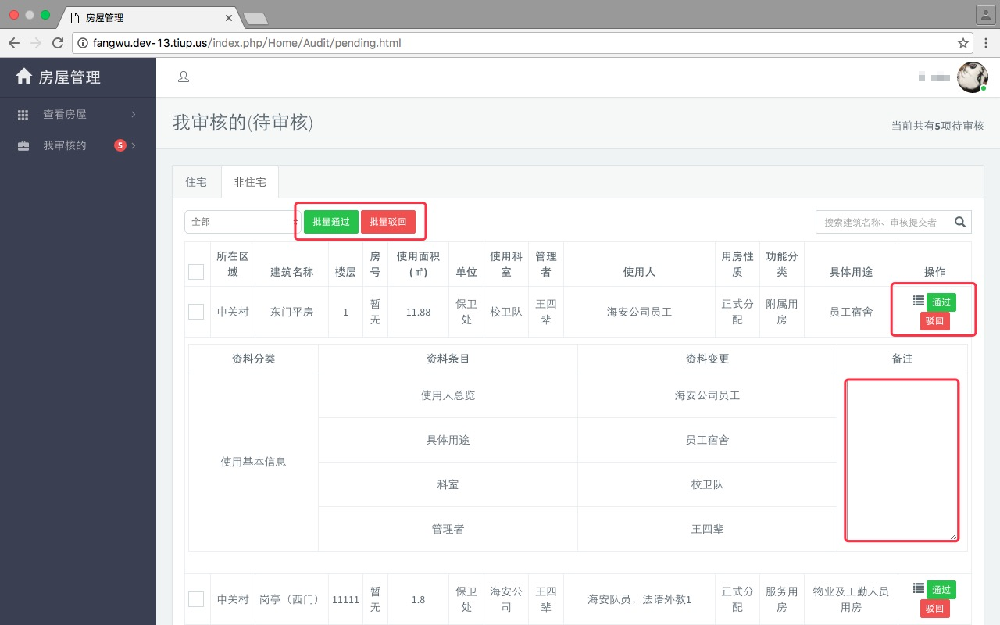 房屋管理
fangwu.dev-13.tiup.us/index.php/Home/Audit/pending.html
房屋管理
查看房屋
我审核的
5
我审核的(待审核)
当前共有5项待审核
住宅
非住宅
全部
批量通过
批量驳回
搜索建筑名称、审核提交者
所在区域
建筑名称
楼层
房号
使用面积(㎡)
单位
使用科室
管理者
使用人
用房性质
功能分类
具体用途
操作
中关村
东门平房
1
暂无
11.88
保卫处
校卫队
王四辈
海安公司员工
正式分配
附属用房
员工宿舍
通过
驳回
资料分类
资料条目
资料变更
备注
使用基本信息
使用人总览
海安公司员工
具体用途
员工宿舍
科室
校卫队
管理者
王四辈
中关村
岗亭（西门）
11111
暂无
1.8
保卫处
海安公司
王四辈
海安队员，法语外教1
正式分配
服务用房
物业及工勤人员用房
通过
驳回